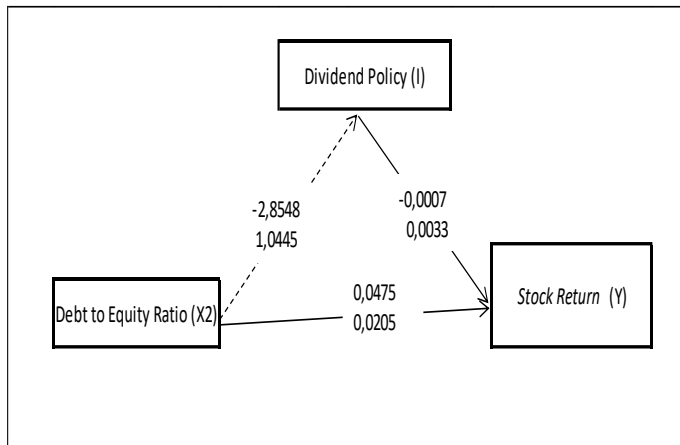 Dividend Policy (I)
-2,8548
1,0445
-0,0007
0,0033
Debt to Equity Ratio (X2)
0,0475
0,0205
Stock Return (Y)